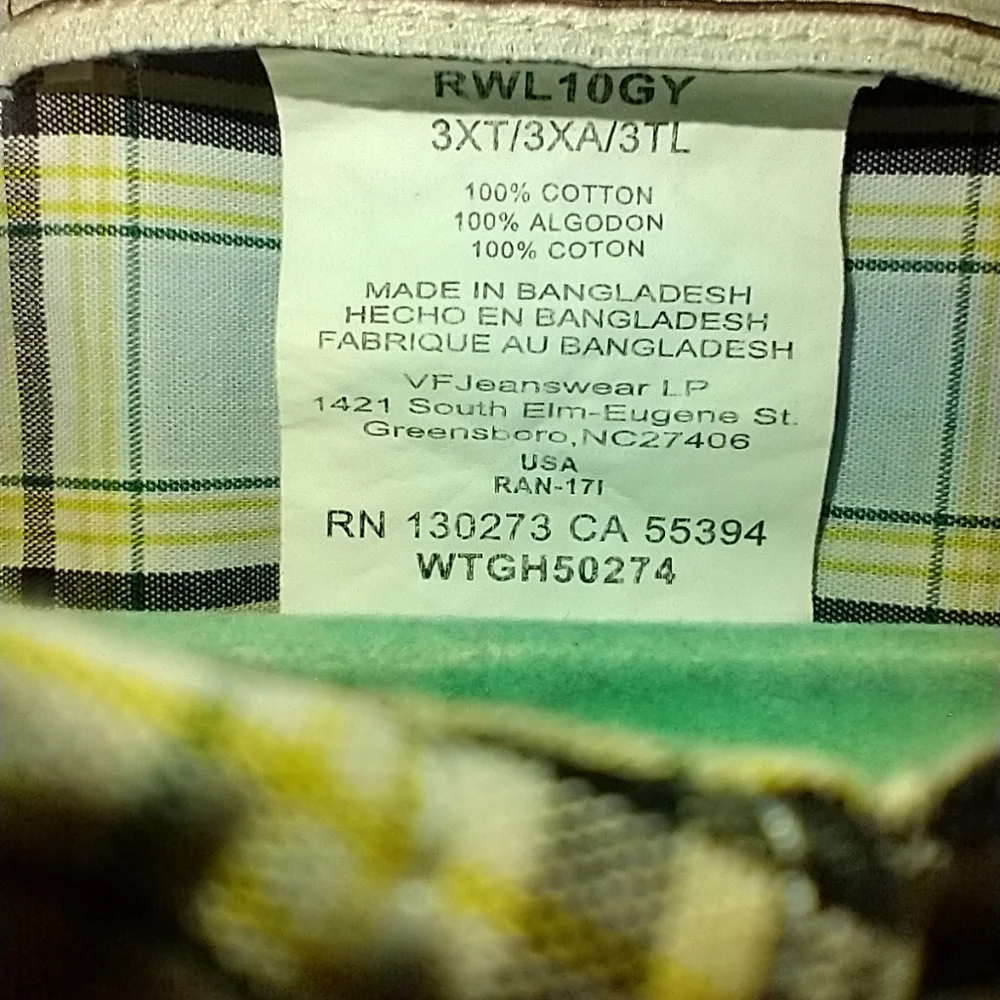 RWL10GY
3XT/3XA/3TL
100% COTTON
100% ALGODON
100% COTON
MADE IN BANGLADESH
HECHO EN BANGLADESH
FABRIQUE AU BANGLADESH
VFJeanswear LP
1421 South Elm-Eugene St.
Greensboro,NC27406
USA
RAN-17I
RN 130273 CA 55394
WTGH50274